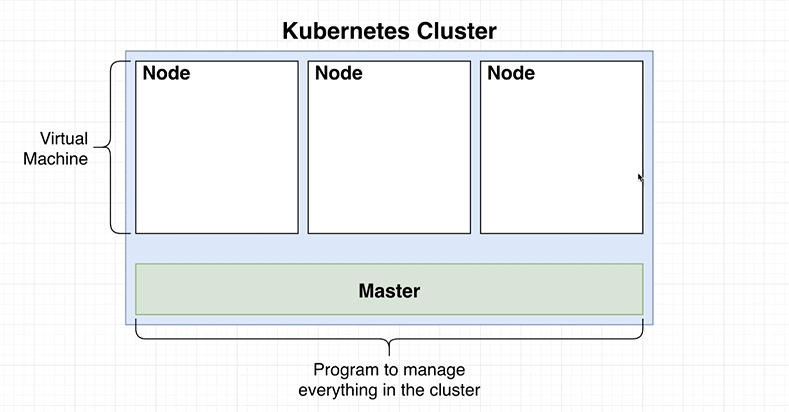 Kubernetes Cluster
Node
Node
Node
Virtual
Machine
Master
Program to manage
everything in the cluster